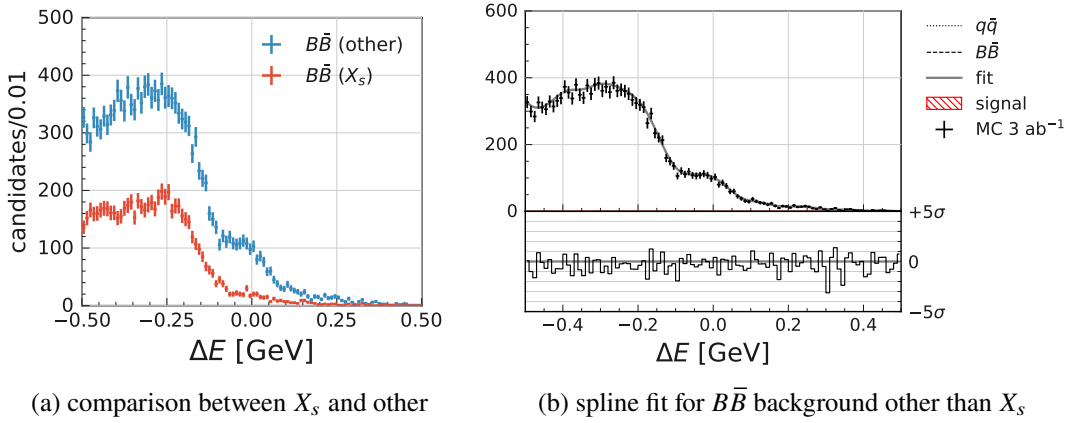 500
400
300
200
100
0
candidates/0.01
BB̄ (other)
BB̄ (Xₛ)
−0.50 −0.25 0.00 0.25 0.50
ΔE [GeV]
(a) comparison between Xₛ and other
600
400
200
0
qq̄
BB̄
fit
signal
MC 3 ab⁻¹
+5σ
0
−5σ
−0.4 −0.2 0.0 0.2 0.4
ΔE [GeV]
(b) spline fit for BB̄ background other than Xₛ